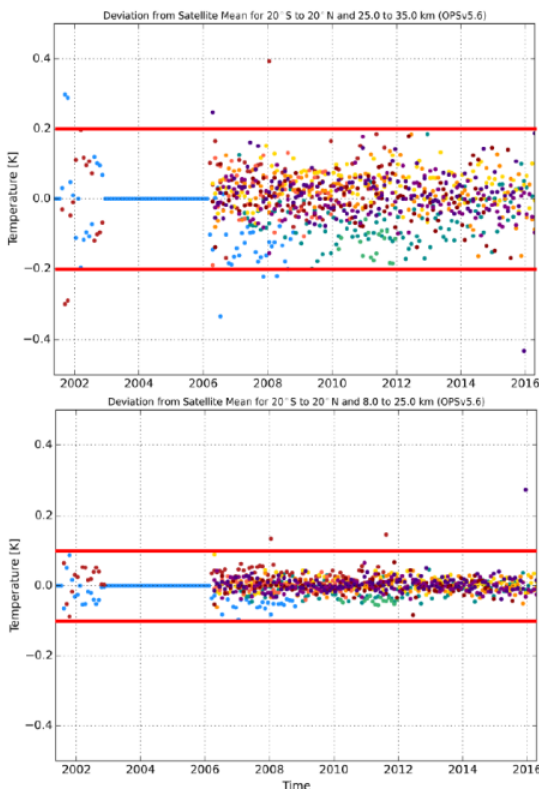 Deviation from Satellite Mean for 20°S to 20°N and 25.0 to 35.0 km (OPSv5.6)
0.4
0.2
0.0
−0.2
−0.4
Temperature [K]
2002 2004 2006 2008 2010 2012 2014 2016
Deviation from Satellite Mean for 20°S to 20°N and 8.0 to 25.0 km (OPSv5.6)
0.4
0.2
0.0
−0.2
−0.4
Temperature [K]
2002 2004 2006 2008 2010 2012 2014 2016
Time